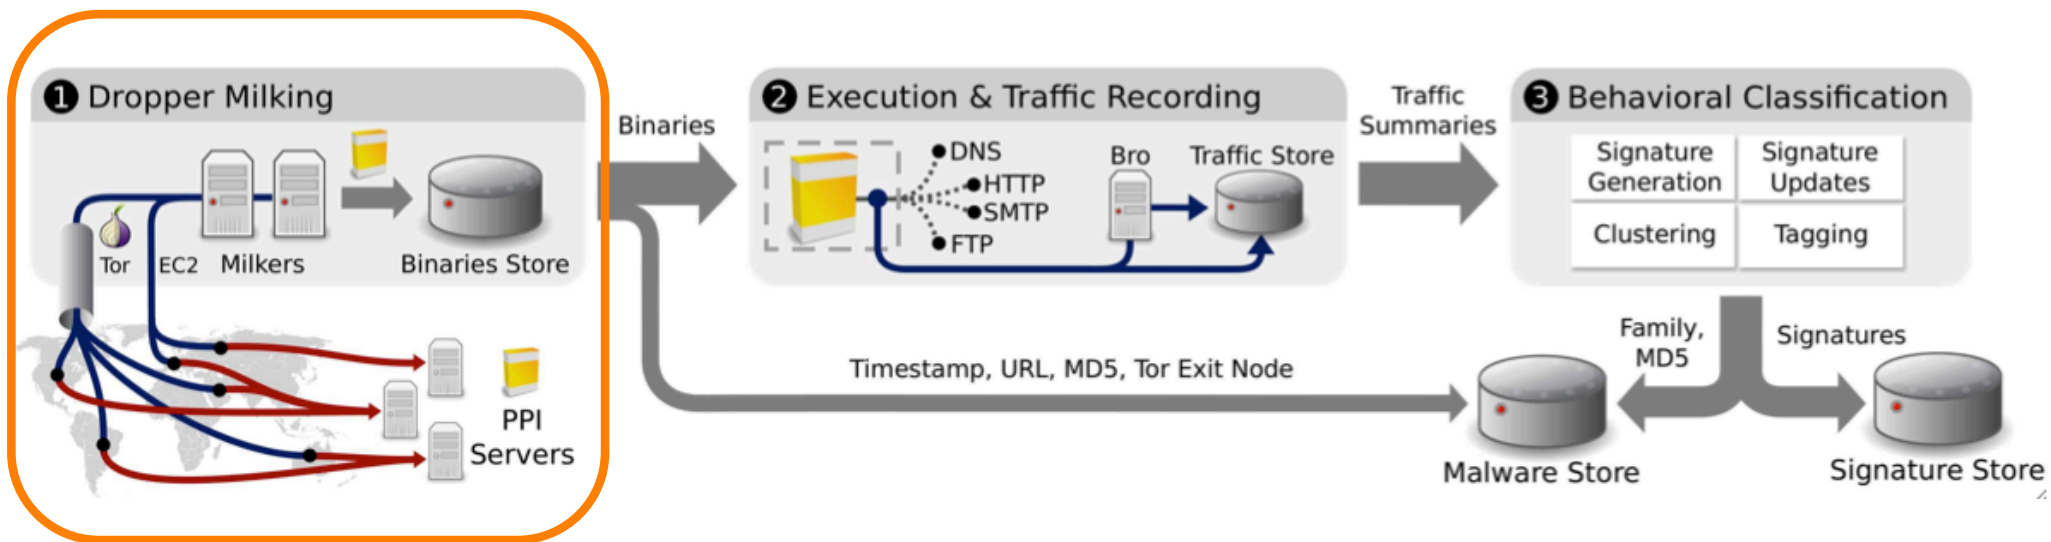 1 Dropper Milking
Tor
EC2
Milkers
Binaries Store
PPI
Servers
Binaries
2 Execution & Traffic Recording
DNS
HTTP
SMTP
FTP
Bro
Traffic Store
Traffic
Summaries
3 Behavioral Classification
Signature
Generation
Signature
Updates
Clustering
Tagging
Timestamp, URL, MD5, Tor Exit Node
Family,
MD5
Signatures
Malware Store
Signature Store